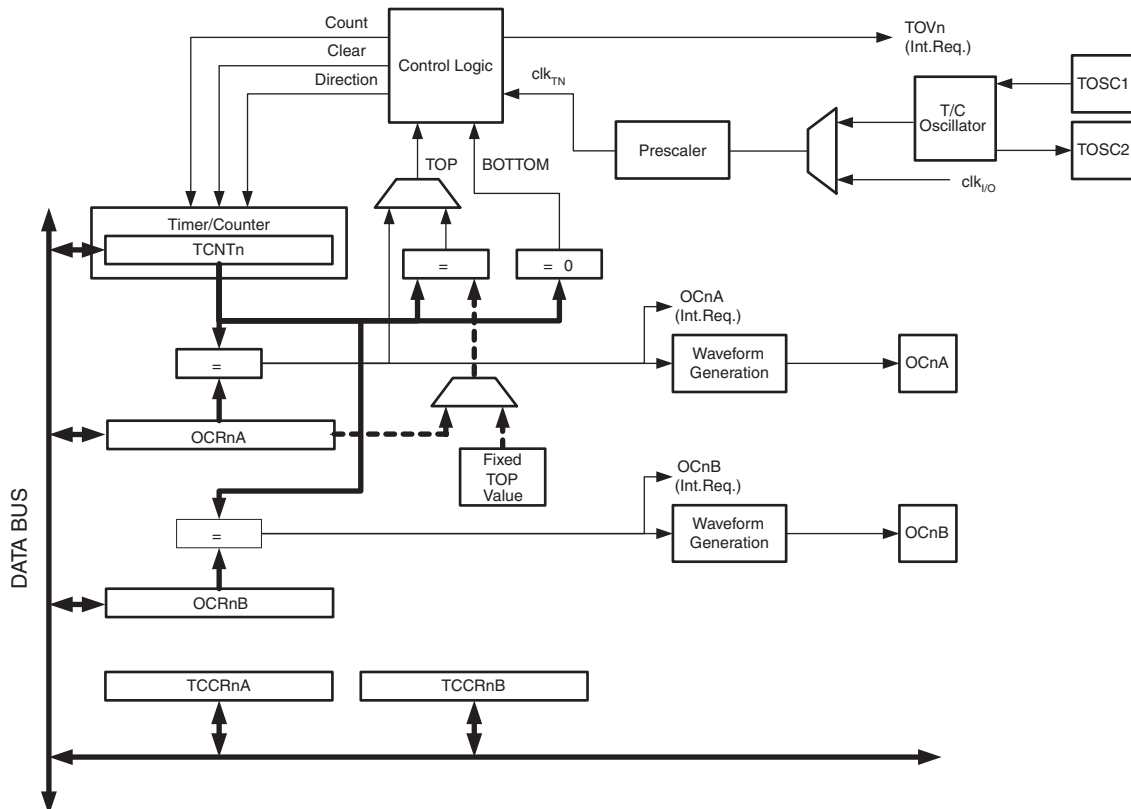 Count
Clear
Direction
Control Logic
TOVn
(Int.Req.)
clkTN
TOSC1
T/C
Oscillator
TOSC2
Prescaler
clkI/O
TOP
BOTTOM
Timer/Counter
TCNTn
=
= 0
OCnA
(Int.Req.)
=
Waveform
Generation
OCnA
OCRnA
Fixed
TOP
Value
OCnB
(Int.Req.)
=
Waveform
Generation
OCnB
OCRnB
DATA BUS
TCCRnA
TCCRnB